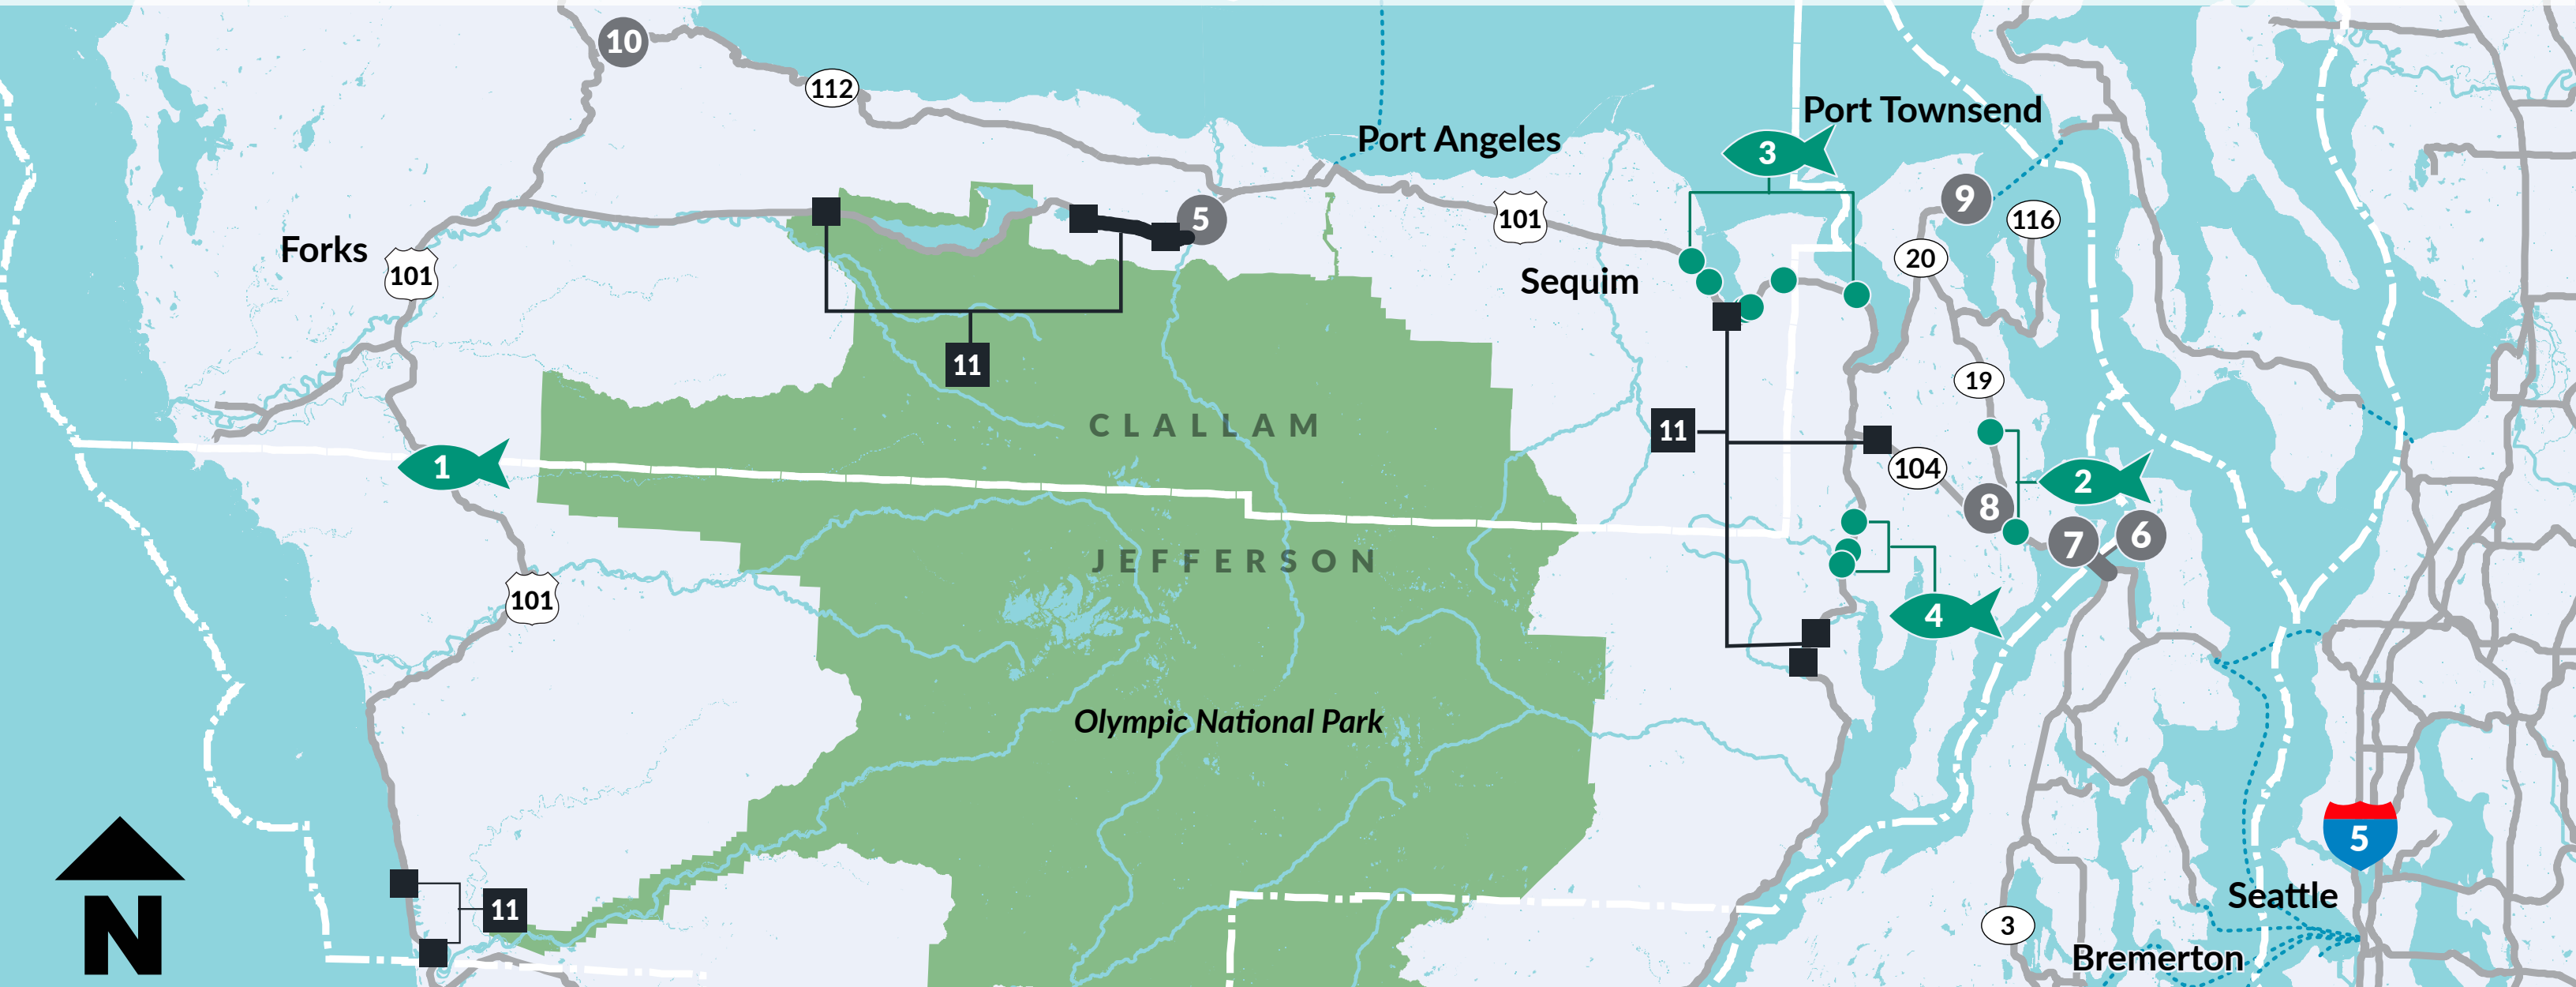 10
112
Port Townsend
Port Angeles
3
9
116
5
101
Forks
101
20
Sequim
11
19
CLALLAM
11
1
104
2
8
7
6
JEFFERSON
101
4
Olympic National Park
5
Seattle
11
3
N
Bremerton